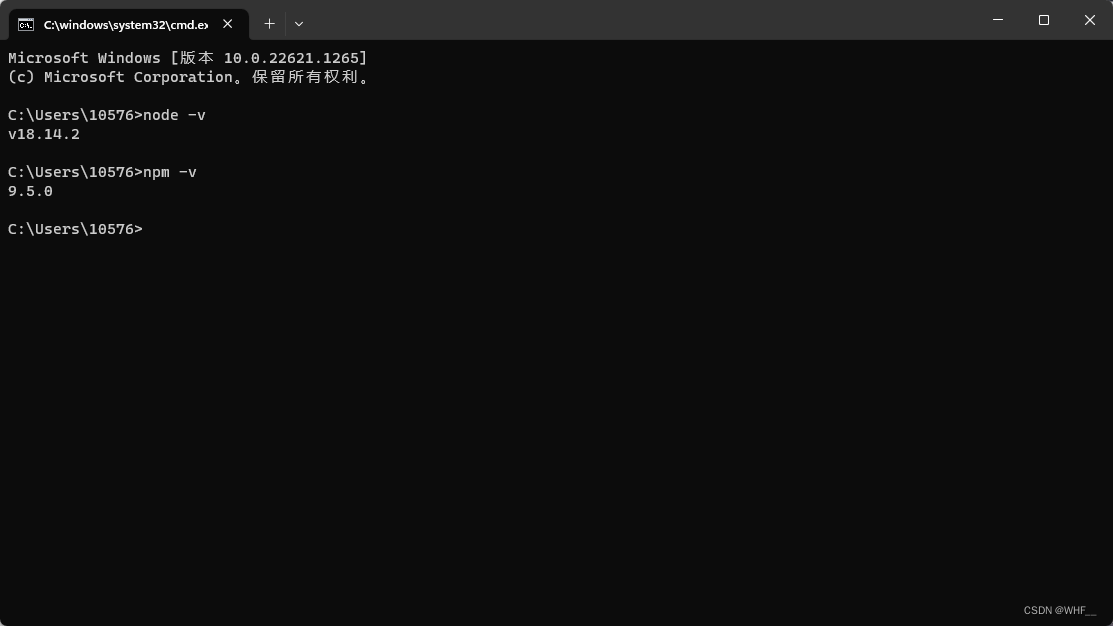 C:\windows\system32\cmd.ex
Microsoft Windows [版本 10.0.22621.1265]
(c) Microsoft Corporation。保留所有权利。
C:\Users\10576>node -v
v18.14.2
C:\Users\10576>npm -v
9.5.0
C:\Users\10576>
CSDN @WHF__